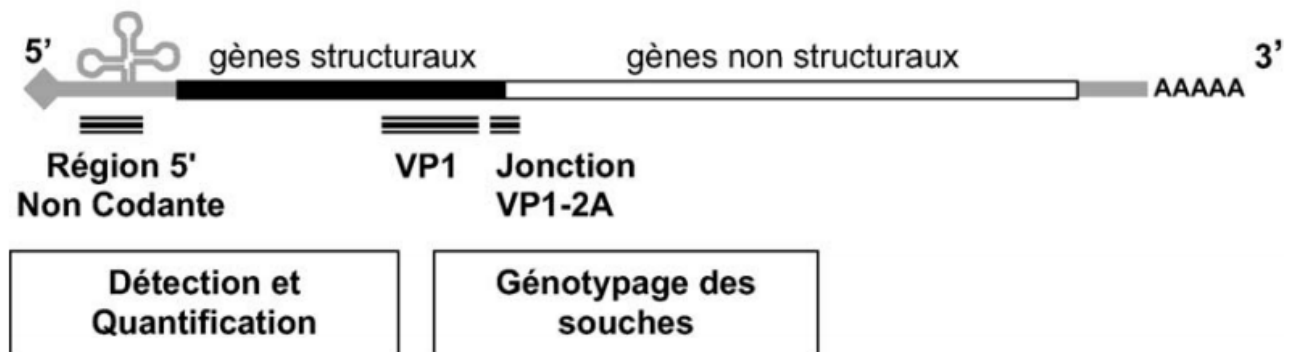 5’ gènes structuraux gènes non structuraux 3’
AAAAA
Région 5'
Non Codante
VP1
Jonction
VP1-2A
Détection et
Quantification
Génotypage des
souches